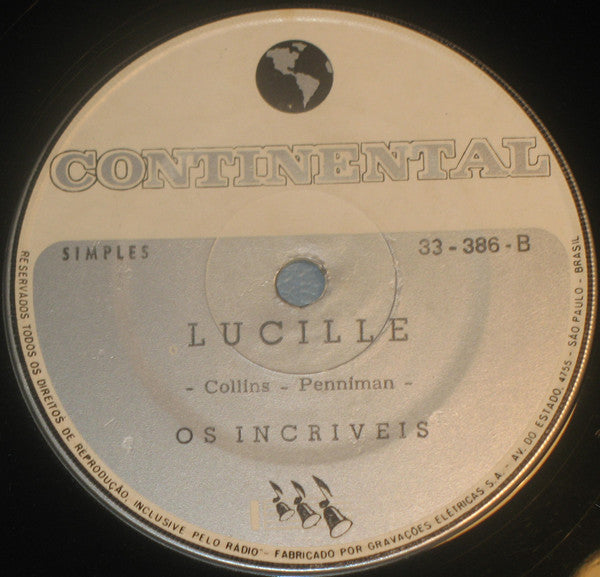 CONTINENTAL
SIMPLES
33-386-B
LUCILLE
- Collins - Penniman -
OS INCRIVEIS
RESERVADOS TODOS OS DIREITOS DE REPRODUÇÃO, INCLUSIVE PELO RÁDIO - FABRICADO POR GRAVAÇÕES ELÉTRICAS S.A. - AV. DO ESTADO, 4755 - SÃO PAULO - BRASIL